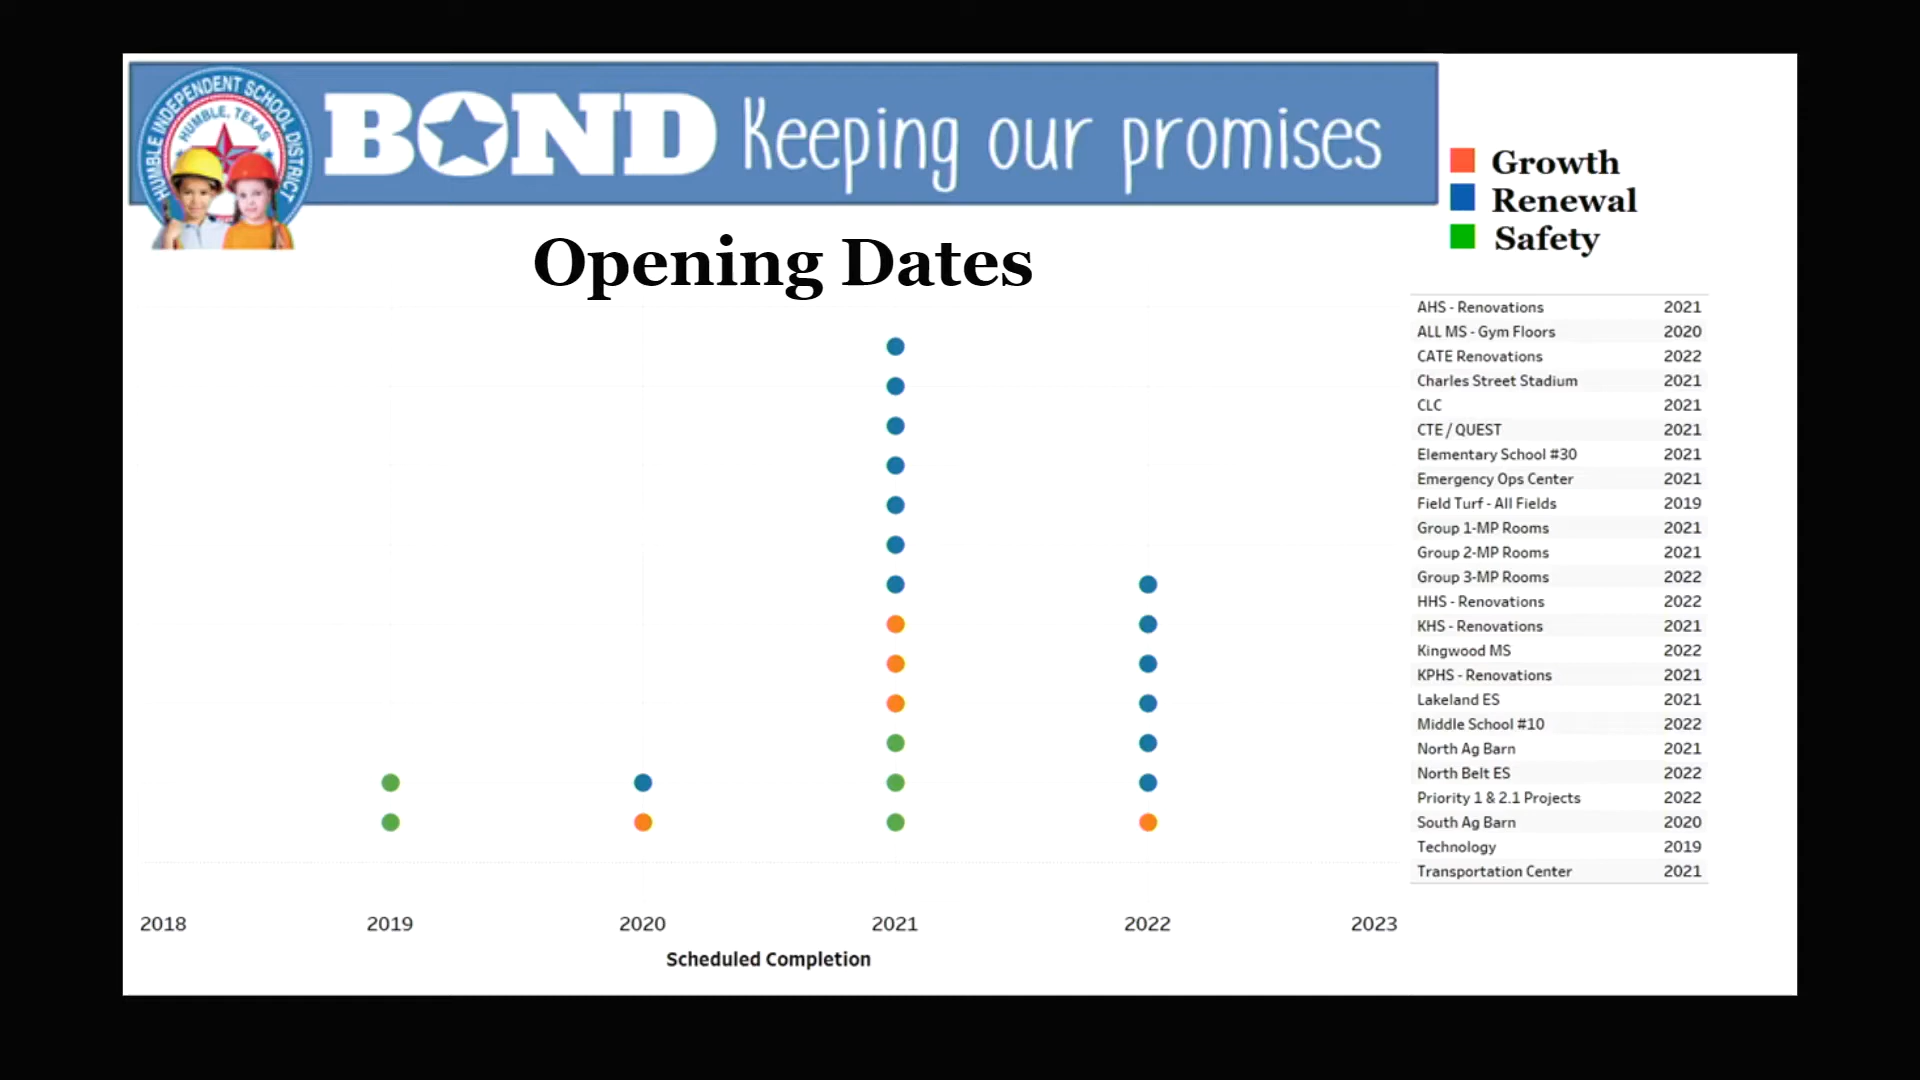 HUMBLE INDEPENDENT SCHOOL DISTRICT
HUMBLE, TEXAS
BOND Keeping our promises
Growth
Renewal
Safety
Opening Dates
AHS - Renovations 2021
ALL MS - Gym Floors 2020
CATE Renovations 2022
Charles Street Stadium 2021
CLC 2021
CTE / QUEST 2021
Elementary School #30 2021
Emergency Ops Center 2021
Field Turf - All Fields 2019
Group 1-MP Rooms 2021
Group 2-MP Rooms 2021
Group 3-MP Rooms 2022
HHS - Renovations 2022
KHS - Renovations 2021
Kingwood MS 2022
KPHS - Renovations 2021
Lakeland ES 2021
Middle School #10 2022
North Ag Barn 2021
North Belt ES 2022
Priority 1 & 2.1 Projects 2022
South Ag Barn 2020
Technology 2019
Transportation Center 2021
2018 2019 2020 2021 2022 2023
Scheduled Completion